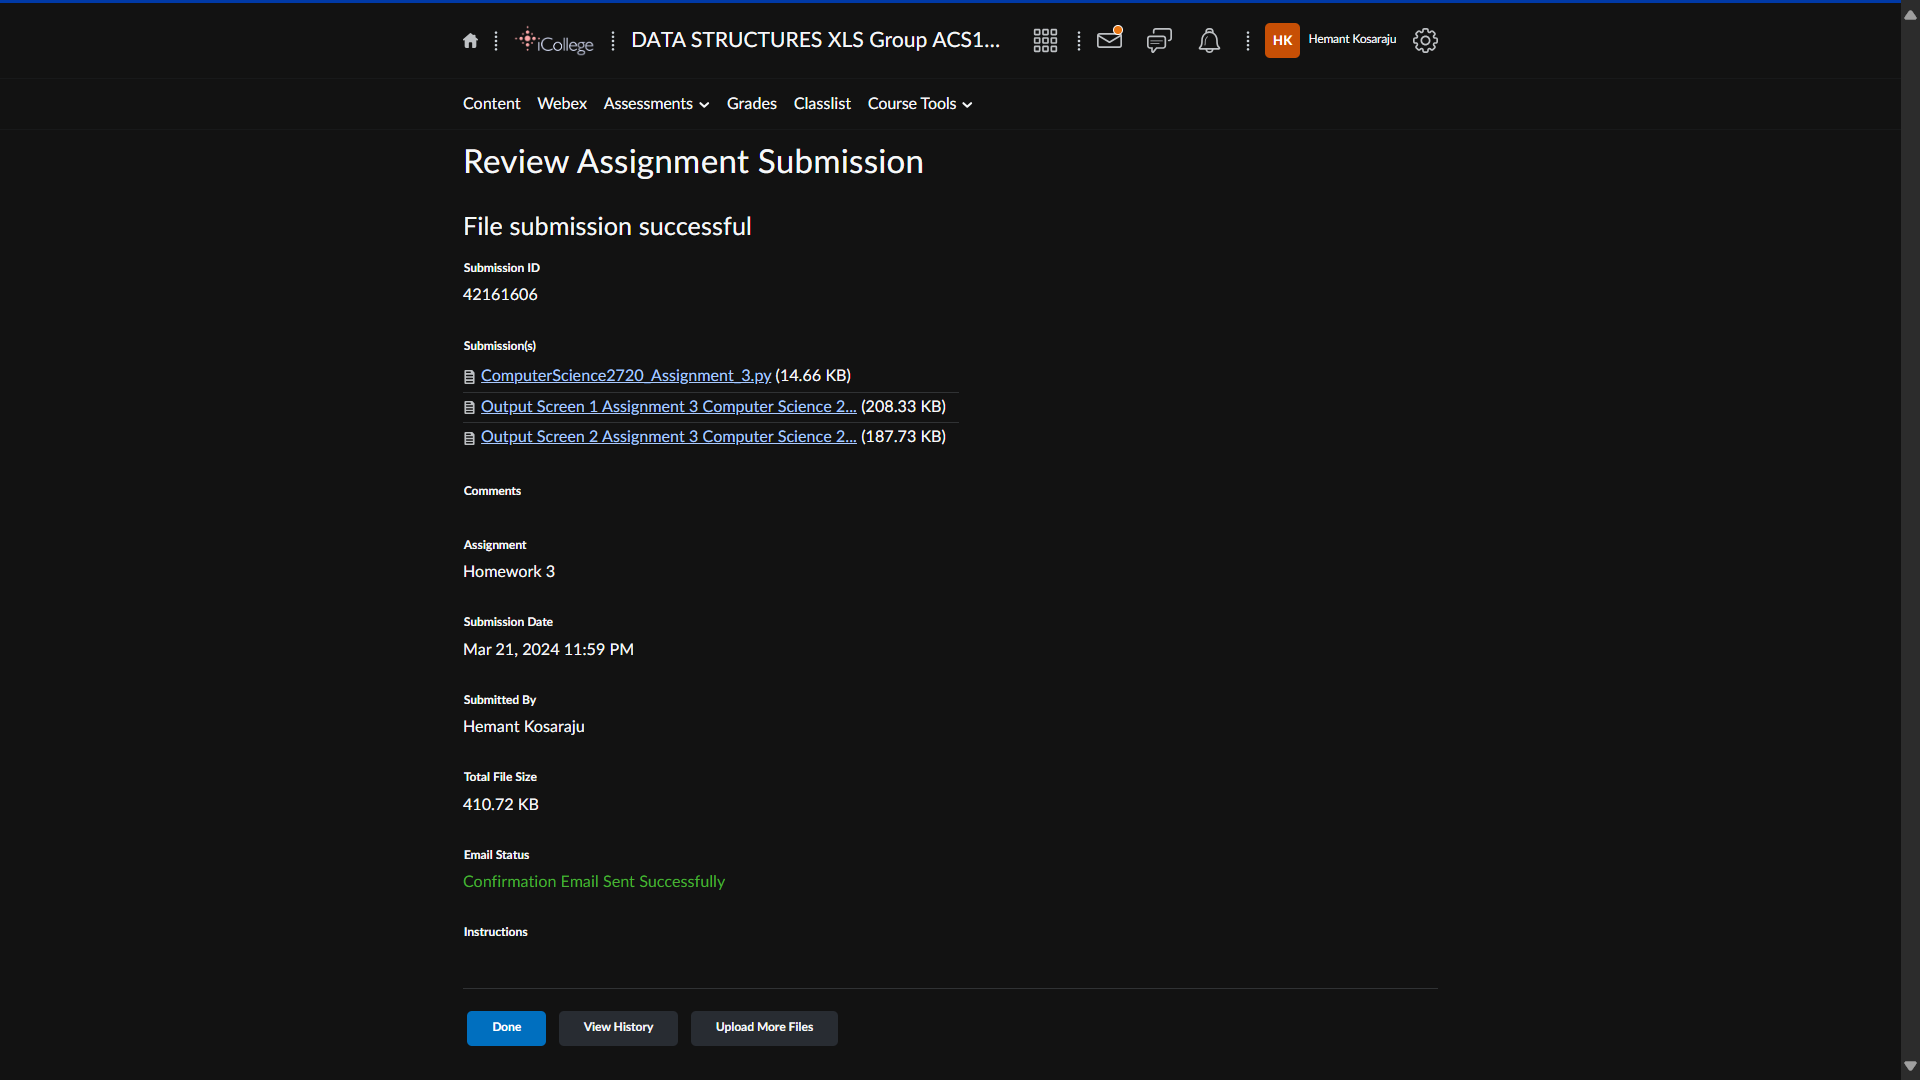 iCollege
DATA STRUCTURES XLS Group ACS1...
HK
Hemant Kosaraju
Content Webex Assessments Grades Classlist Course Tools
Review Assignment Submission
File submission successful
Submission ID
42161606
Submission(s)
ComputerScience2720_Assignment_3.py (14.66 KB)
Output Screen 1 Assignment 3 Computer Science 2... (208.33 KB)
Output Screen 2 Assignment 3 Computer Science 2... (187.73 KB)
Comments
Assignment
Homework 3
Submission Date
Mar 21, 2024 11:59 PM
Submitted By
Hemant Kosaraju
Total File Size
410.72 KB
Email Status
Confirmation Email Sent Successfully
Instructions
Done View History Upload More Files